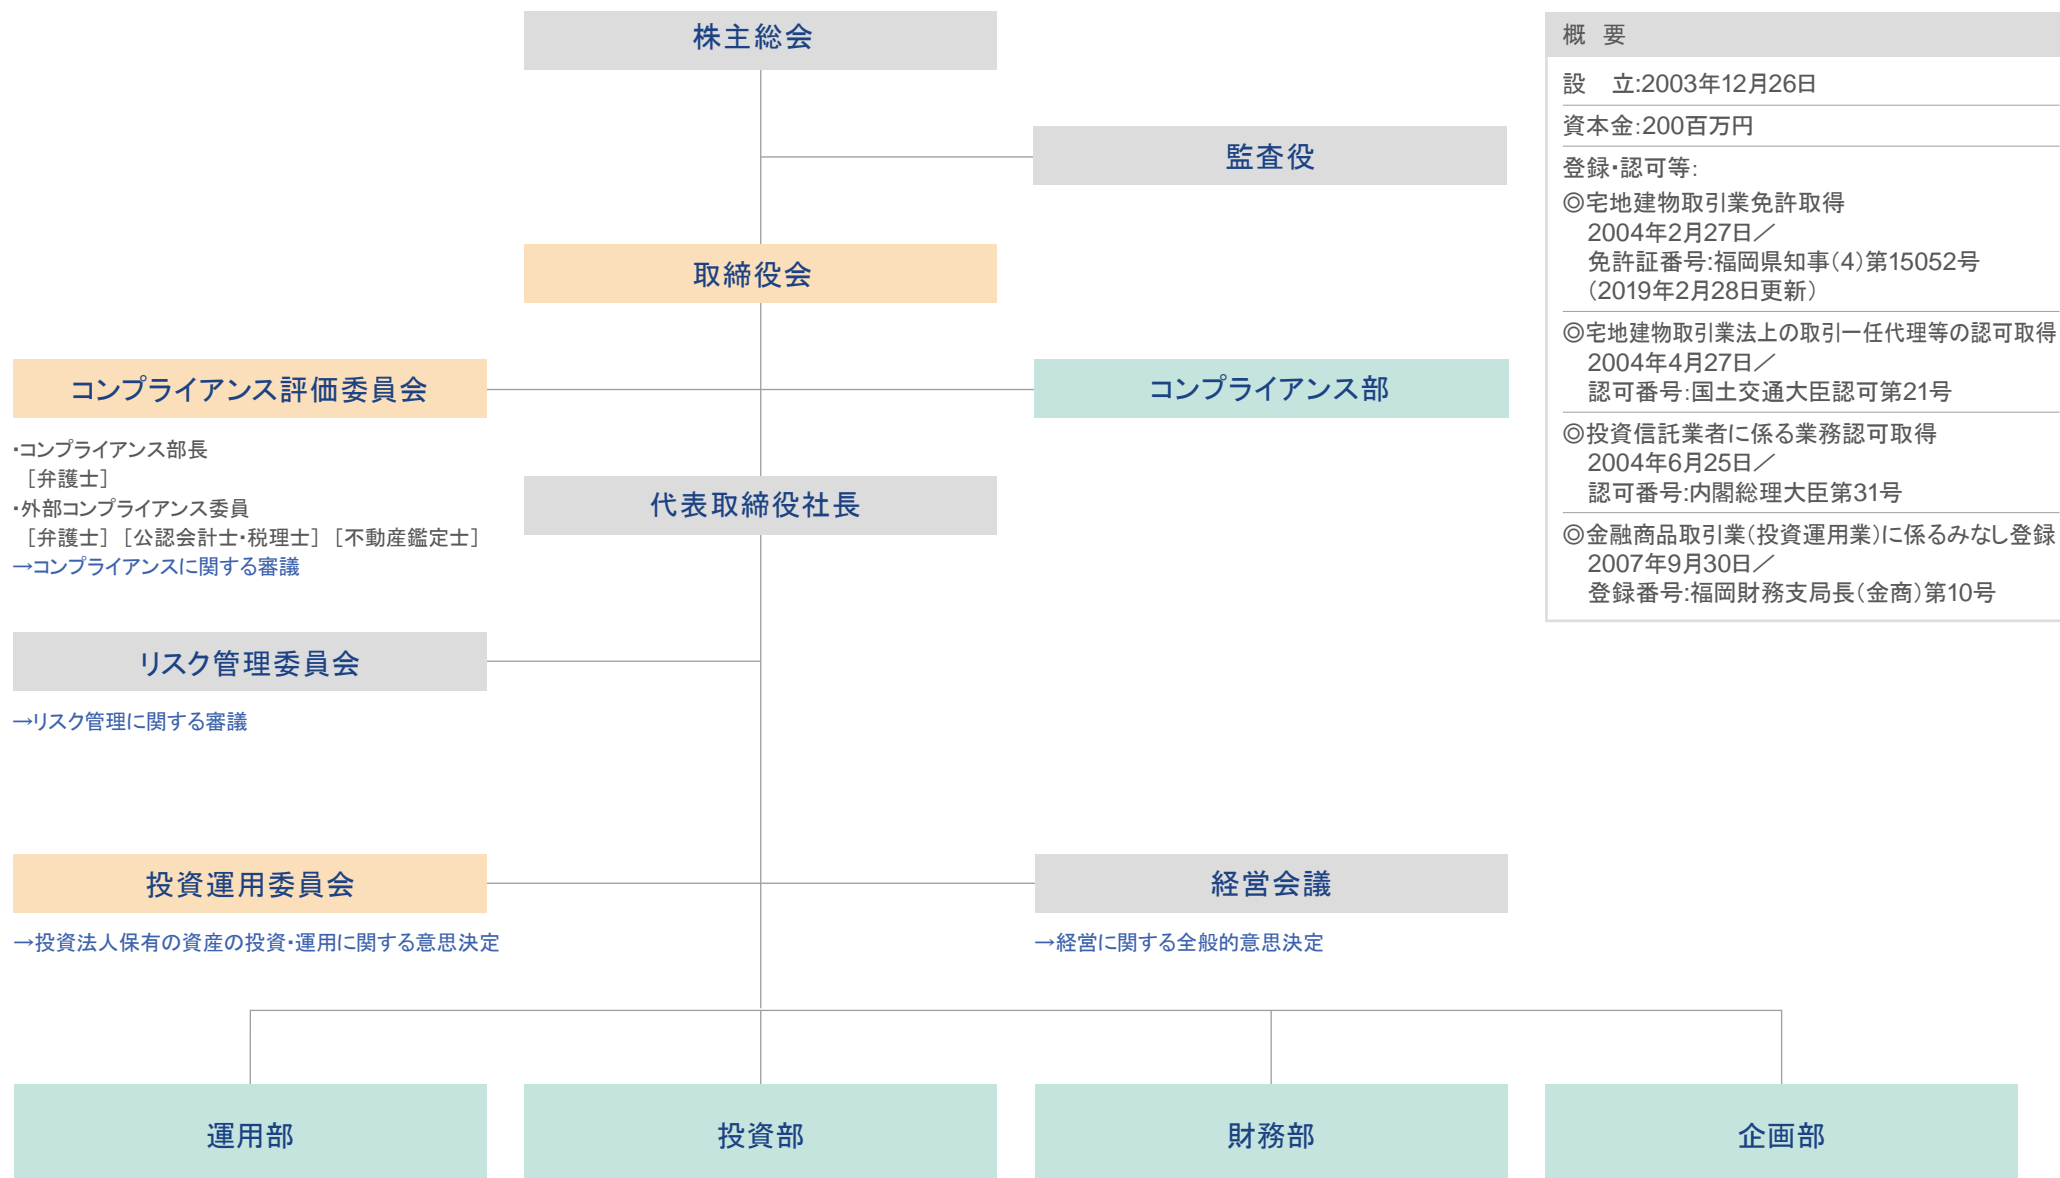 株主総会
監査役
取締役会
コンプライアンス評価委員会
コンプライアンス部
・コンプライアンス部長
［弁護士］
・外部コンプライアンス委員
［弁護士］［公認会計士・税理士］［不動産鑑定士］
→コンプライアンスに関する審議
代表取締役社長
リスク管理委員会
→リスク管理に関する審議
投資運用委員会
→投資法人保有の資産の投資・運用に関する意思決定
経営会議
→経営に関する全般的意思決定
運用部
投資部
財務部
企画部
概 要
設　立:2003年12月26日
資本金:200百万円
登録・認可等:
◎宅地建物取引業免許取得
2004年2月27日／
免許証番号:福岡県知事（4）第15052号
（2019年2月28日更新）
◎宅地建物取引業法上の取引一任代理等の認可取得
2004年4月27日／
認可番号:国土交通大臣認可第21号
◎投資信託業者に係る業務認可取得
2004年6月25日／
認可番号:内閣総理大臣第31号
◎金融商品取引業（投資運用業）に係るみなし登録
2007年9月30日／
登録番号:福岡財務支局長（金商）第10号